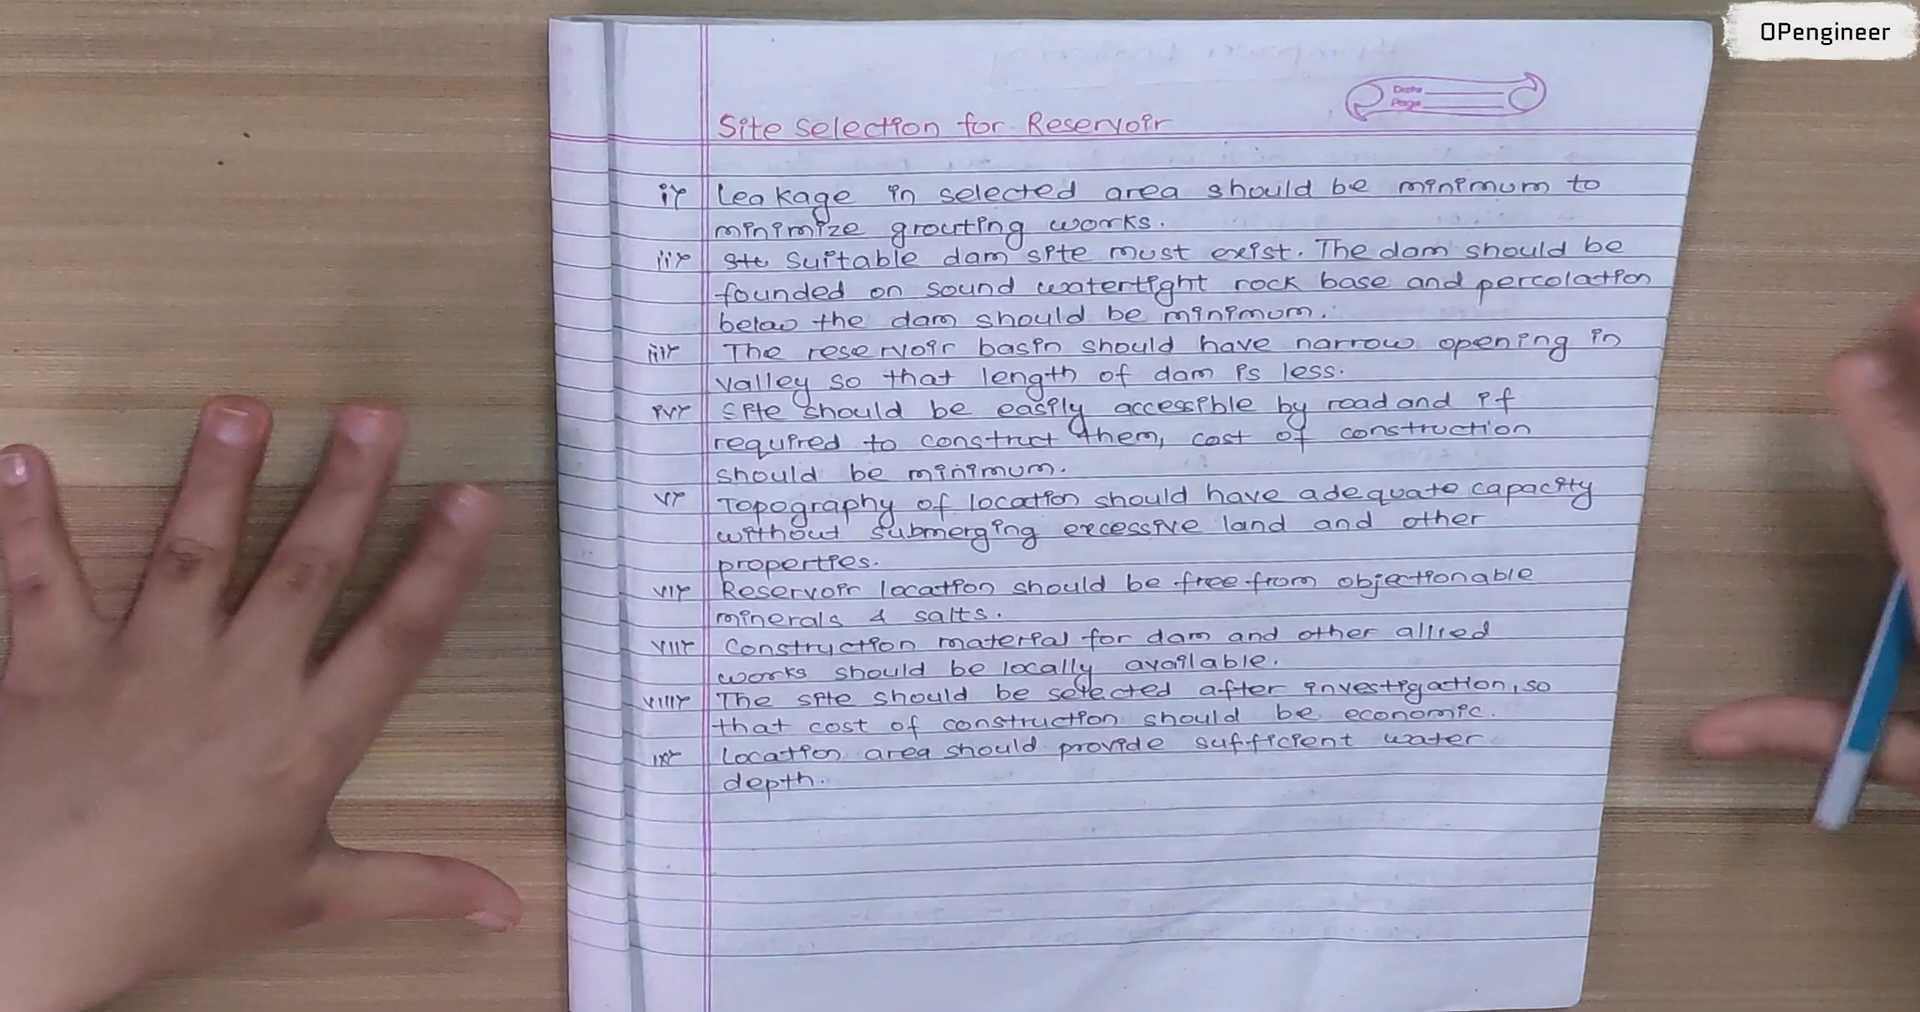 OPengineer
Date
Page
Site selection for Reservoir
i) Leakage in selected area should be minimum to
minimize grouting works.
ii) Suitable dam site must exist. The dam should be
founded on sound watertight rock base and percolaction
below the dam should be minimum.
iii) The reservoir basin should have narrow opening in
valley so that length of dam is less.
iv) Site should be easily accessible by road and if
required to construct them, cost of construction
should be minimum.
v) Topography of location should have adequate capacity
without submerging excessive land and other
properties.
vi) Reservoir location should be free from objectionable
minerals & salts.
vii) Construction material for dam and other allied
works should be locally available.
viii) The site should be selected after investigaction, so
that cost of construction should be economic.
ix) Location area should provide sufficient water
depth.